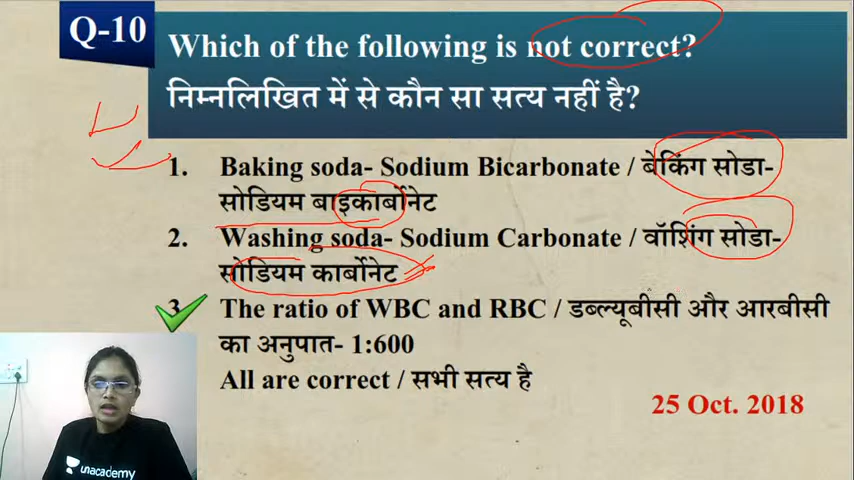 Q-10
Which of the following is not correct?
निम्नलिखित में से कौन सा सत्य नहीं है?
1. Baking soda- Sodium Bicarbonate / बेकिंग सोडा-
सोडियम बाइकार्बोनेट
2. Washing soda- Sodium Carbonate / वॉशिंग सोडा-
सोडियम कार्बोनेट
3. The ratio of WBC and RBC / डब्ल्यूबीसी और आरबीसी
का अनुपात- 1:600
All are correct / सभी सत्य है
25 Oct. 2018
unacademy